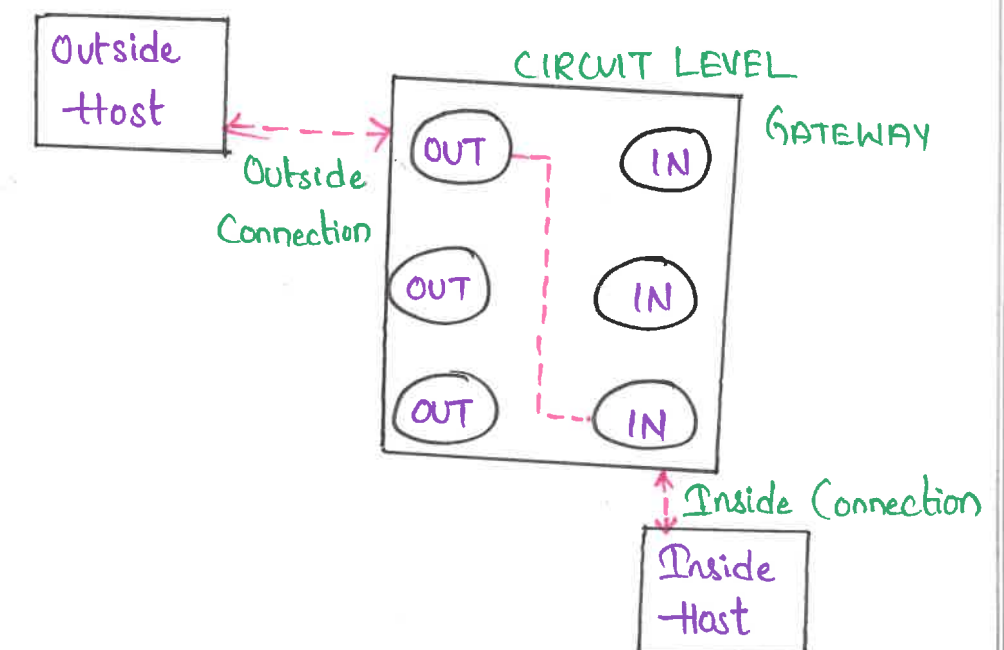 Outside
Host
CIRCUIT LEVEL
GATEWAY
OUT
IN
Outside
Connection
OUT
IN
OUT
IN
Inside Connection
Inside
Host